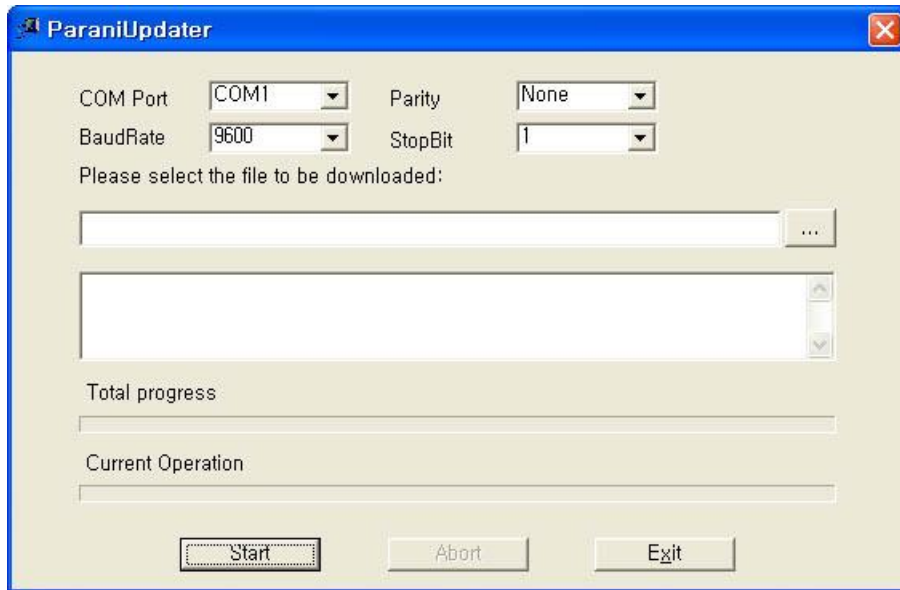 ParaniUpdater
COM Port COM1 Parity None
BaudRate 9600 StopBit 1
Please select the file to be downloaded:
...
Total progress
Current Operation
Start Abort Exit